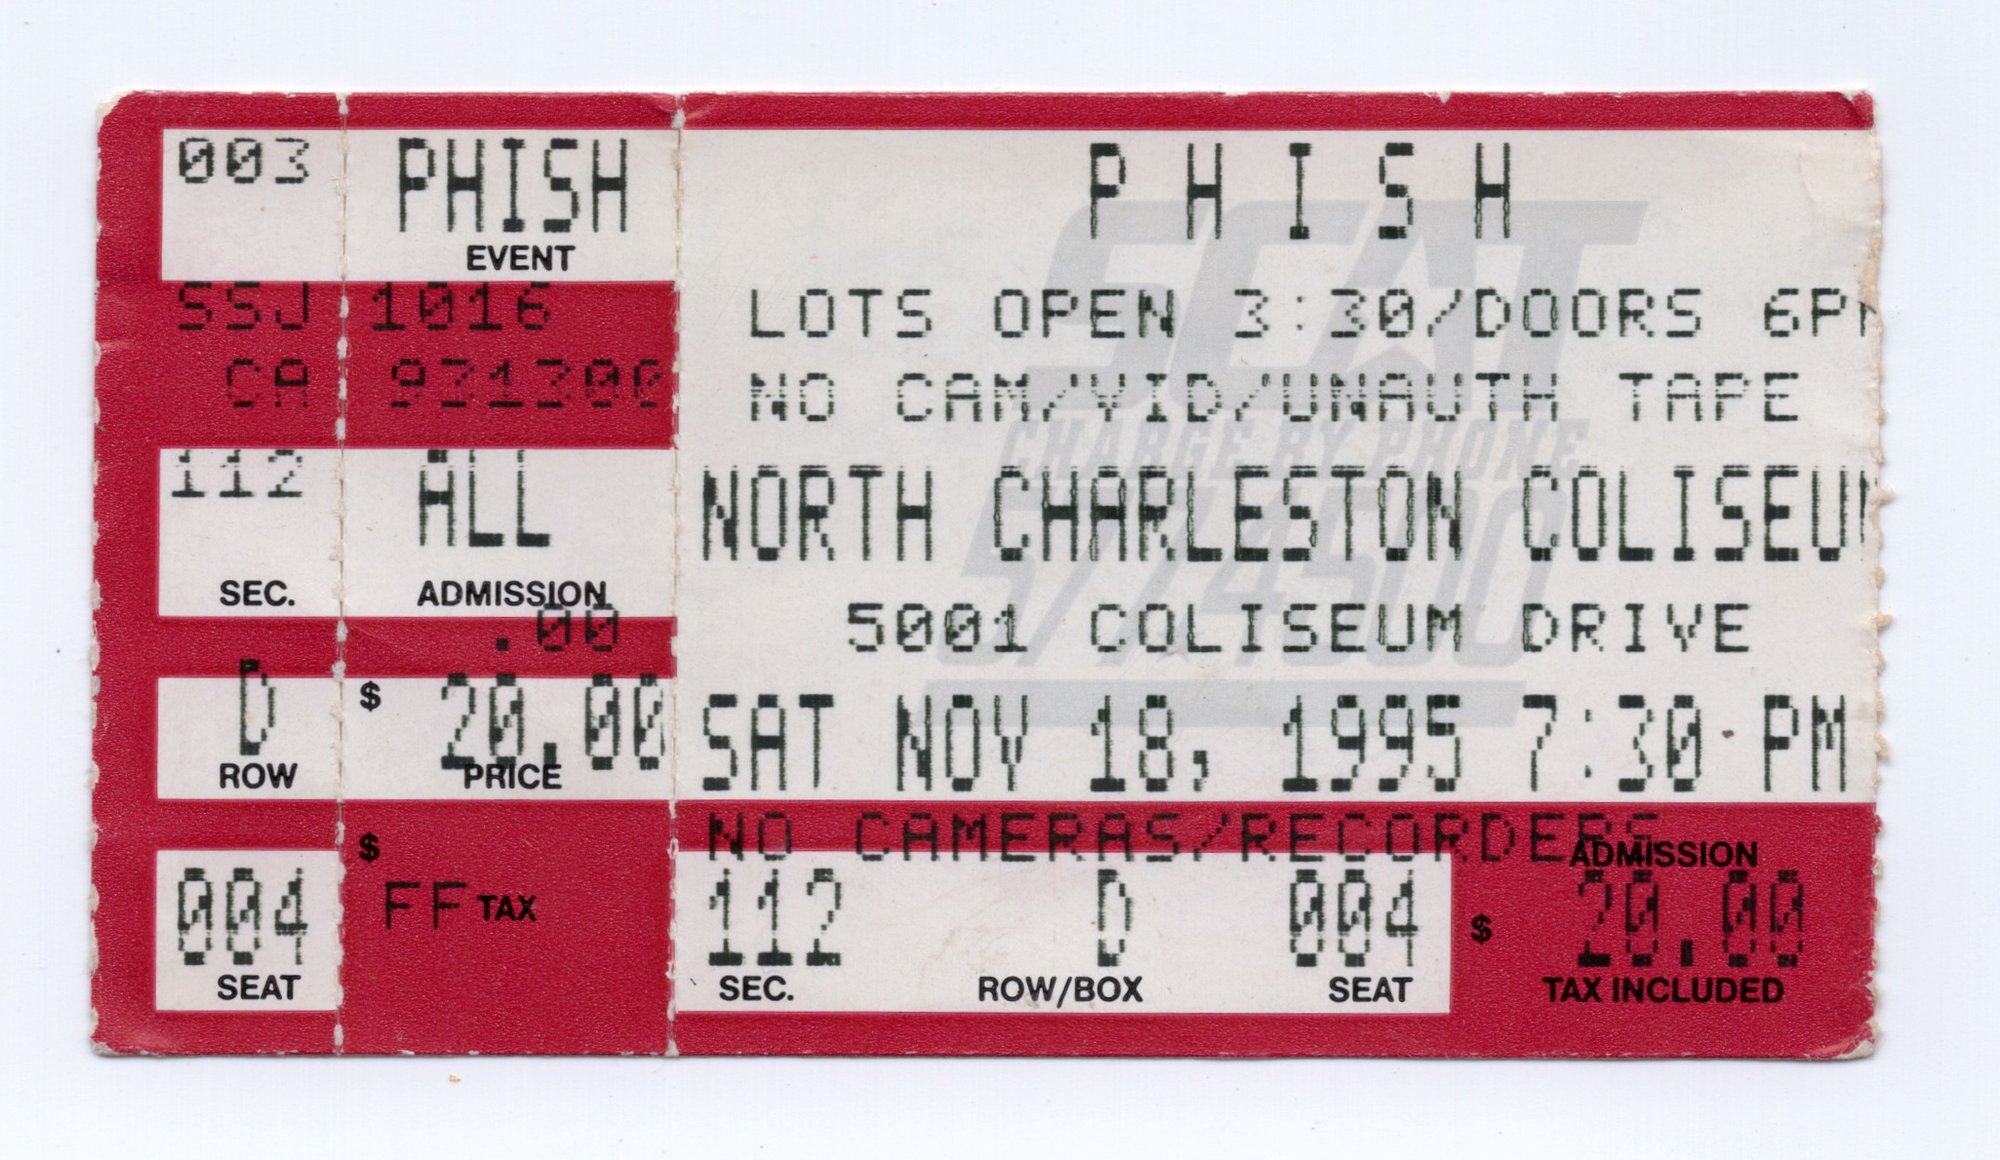 003
PHISH
EVENT
SSJ 1016
CA 931300
112
ALL
SEC.
ADMISSION
.00
D
$ 20.00
ROW
PRICE
$
004
FF TAX
SEAT
PHISH
SCAT
LOTS OPEN 3:30/DOORS 6P
NO CAM/VID/UNAUTH TAPE
CHARGE BY PHONE
NORTH CHARLESTON COLISEU
577-4500
5001 COLISEUM DRIVE
SAT NOV 18, 1995 7:30 PM
NO CAMERAS/RECORDERS
ADMISSION
112 D 004 $ 20.00
SEC. ROW/BOX SEAT TAX INCLUDED